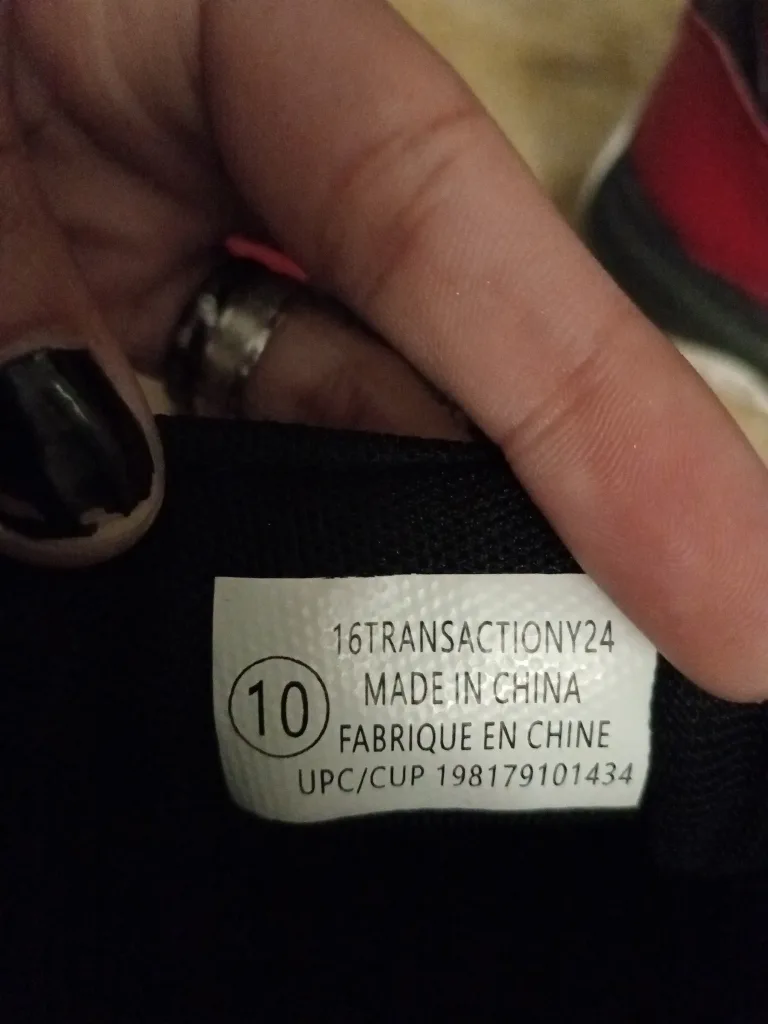 16TRANSACTIONY24
10
MADE IN CHINA
FABRIQUE EN CHINE
UPC/CUP 198179101434